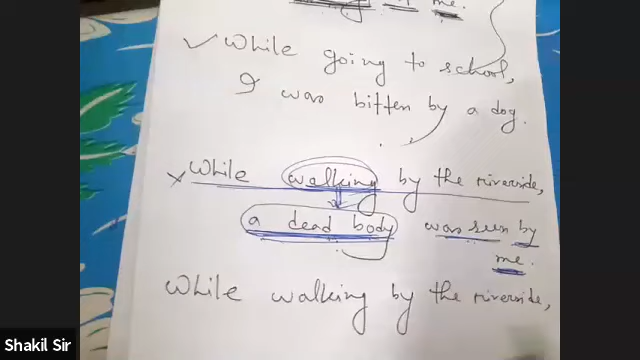 me.
✓ While going to school,
I was bitten by a dog.
× While walking by the riverside,
a dead body was seen by
me.
While walking by the riverside,
Shakil Sir